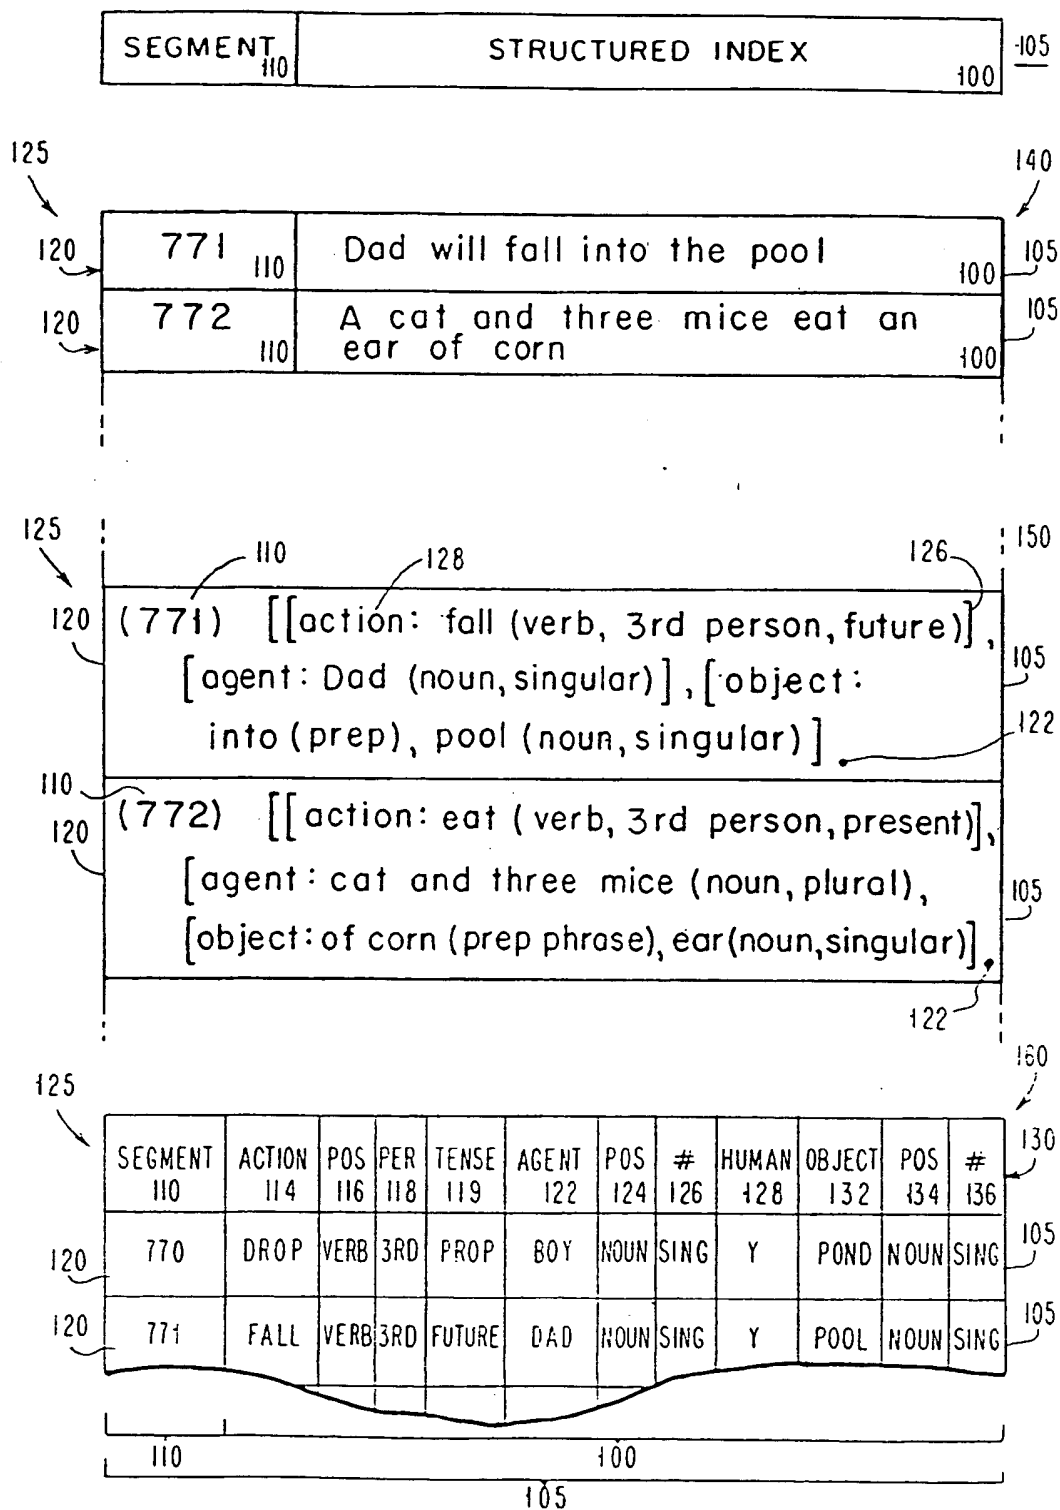 SEGMENT 110 STRUCTURED INDEX 100 105
125 140
120 771 110 Dad will fall into the pool 100 105
120 772 110 A cat and three mice eat an 105
ear of corn 100
125 110 128 126 150
120 (771) [[action: fall (verb, 3rd person, future)],
[agent: Dad (noun, singular)], [object: 105
into (prep), pool (noun, singular)] . 122
110
120 (772) [[action: eat (verb, 3rd person, present)],
[agent: cat and three mice (noun, plural), 105
[object: of corn (prep phrase), ear (noun, singular)] .
122
125 160
SEGMENT ACTION POS PER TENSE AGENT POS # HUMAN OBJECT POS # 130
110 114 116 118 119 122 124 126 128 132 134 136
120 770 DROP VERB 3RD PROP BOY NOUN SING Y POND NOUN SING 105
120 771 FALL VERB 3RD FUTURE DAD NOUN SING Y POOL NOUN SING 105
110 100
105